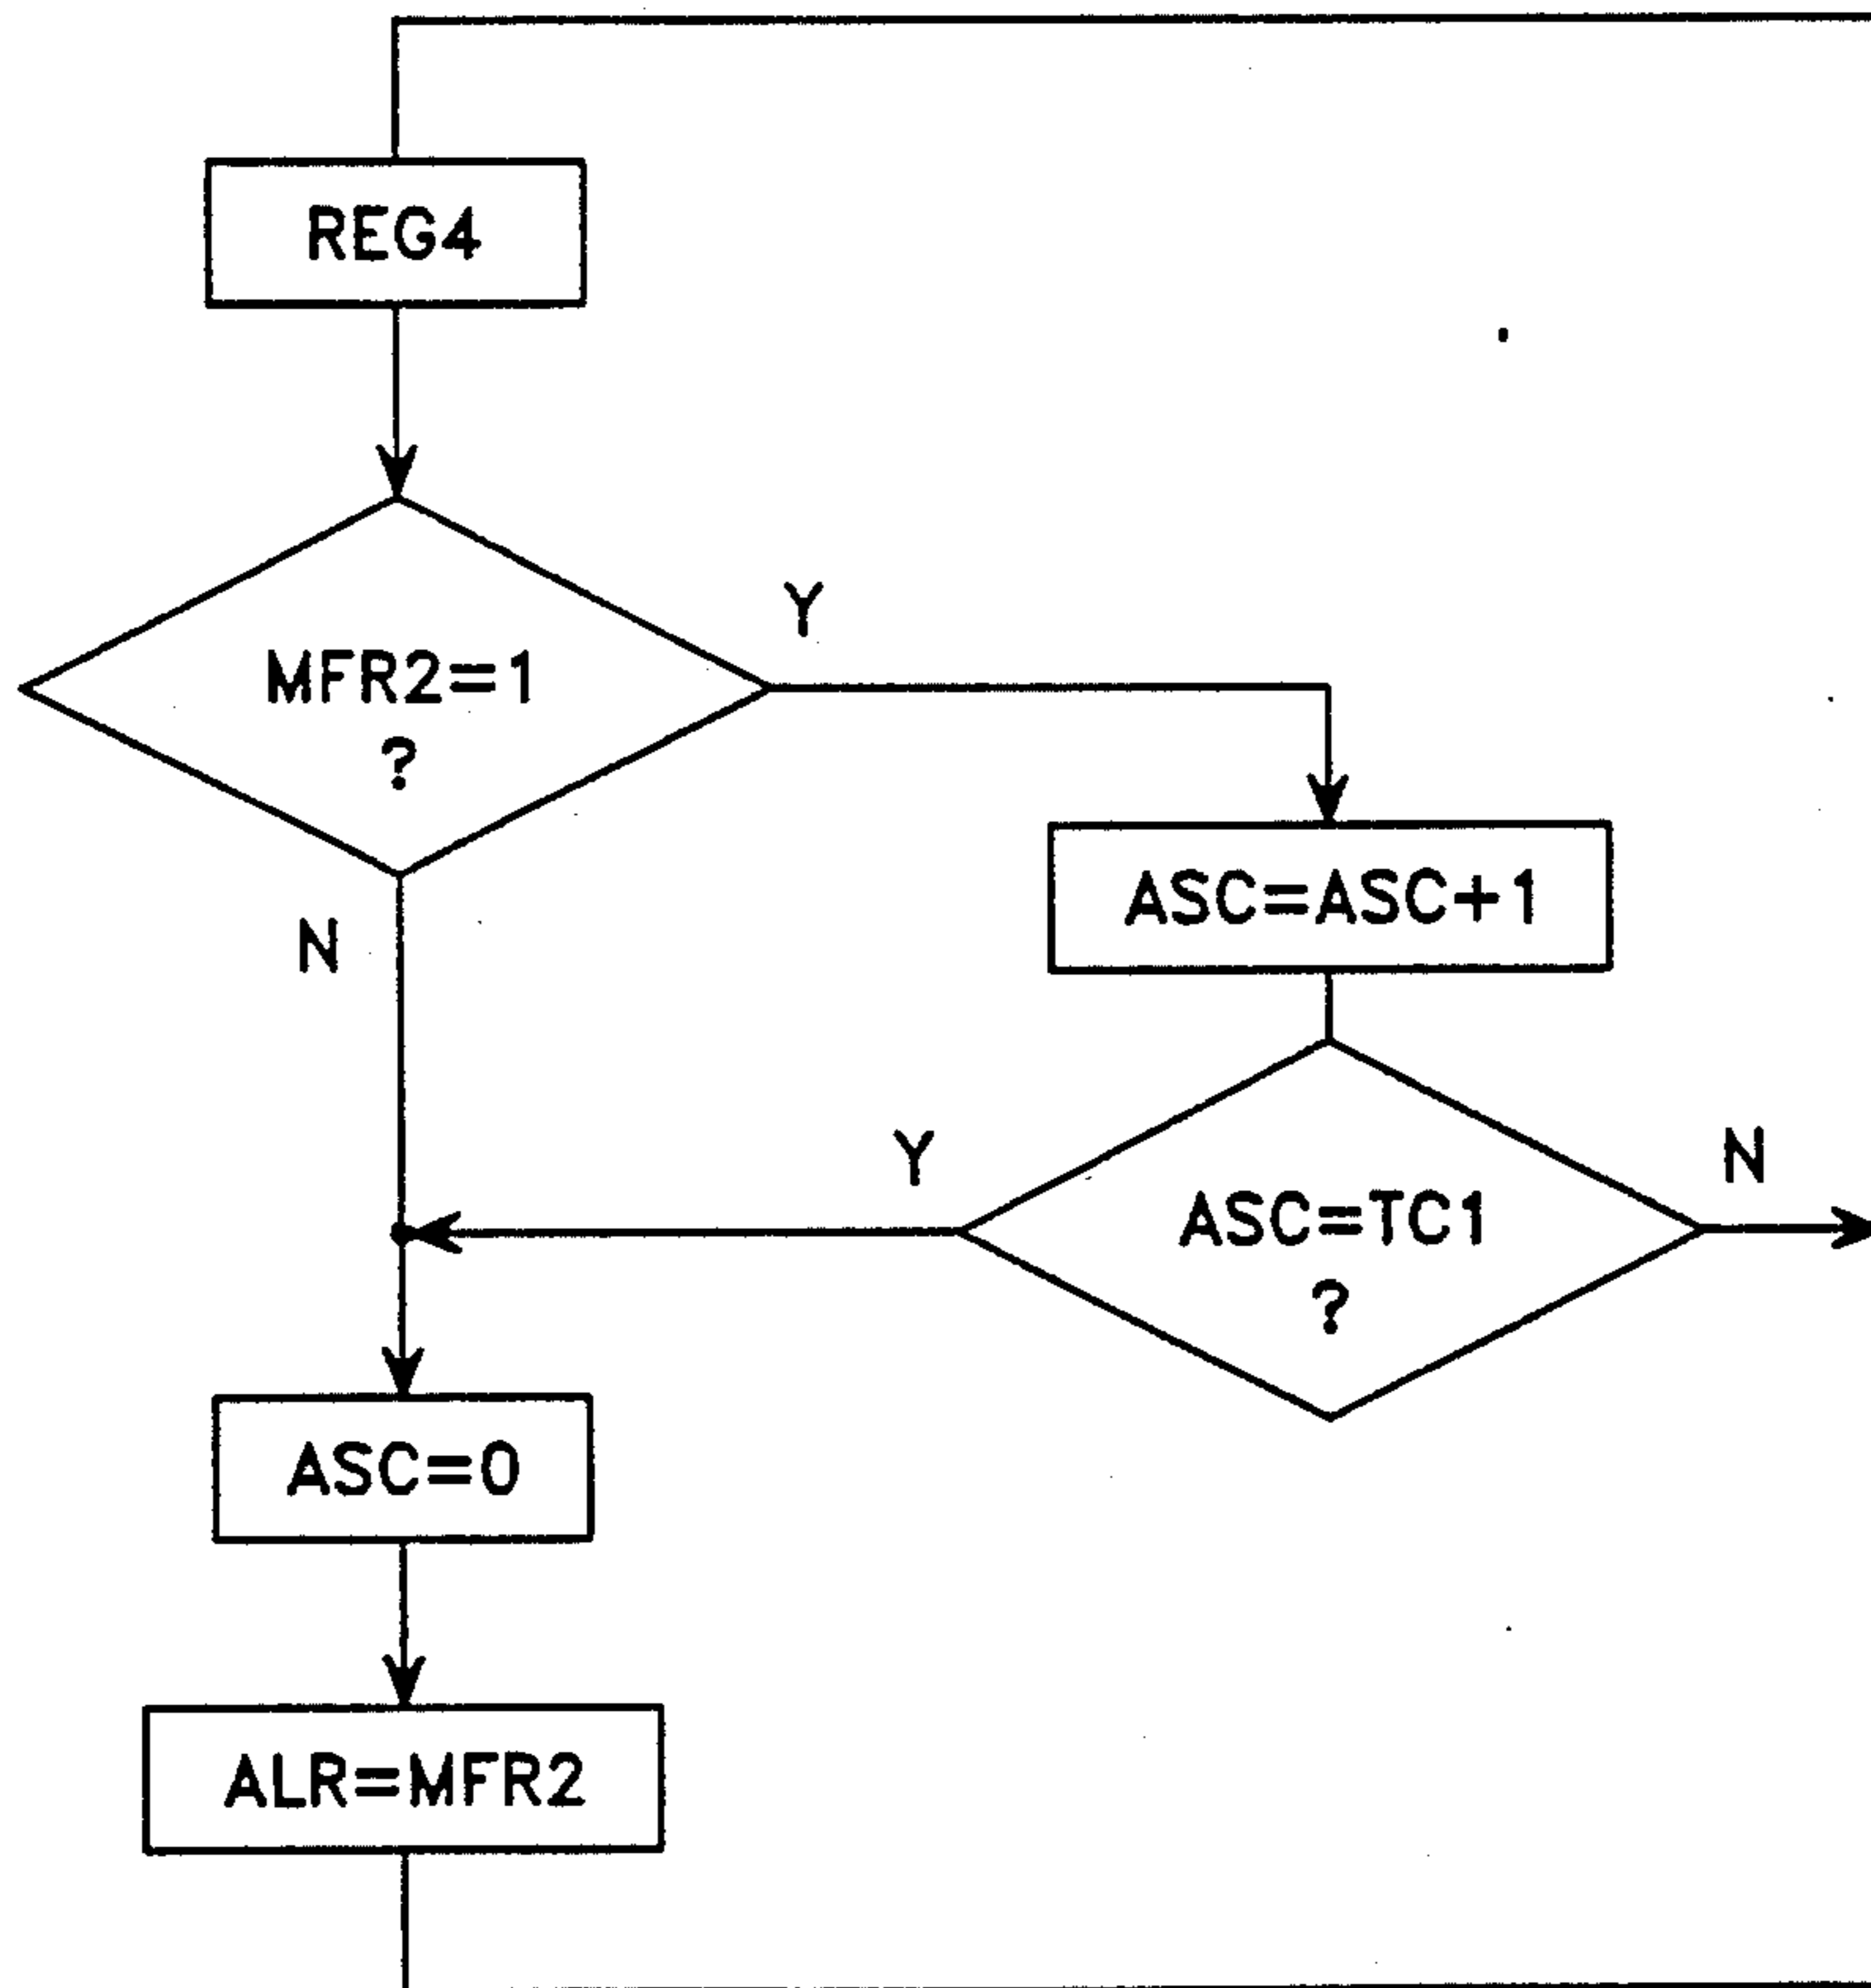 REG4
MFR2=1
?
Y
N
ASC=ASC+1
ASC=TC1
?
Y
N
ASC=0
ALR=MFR2